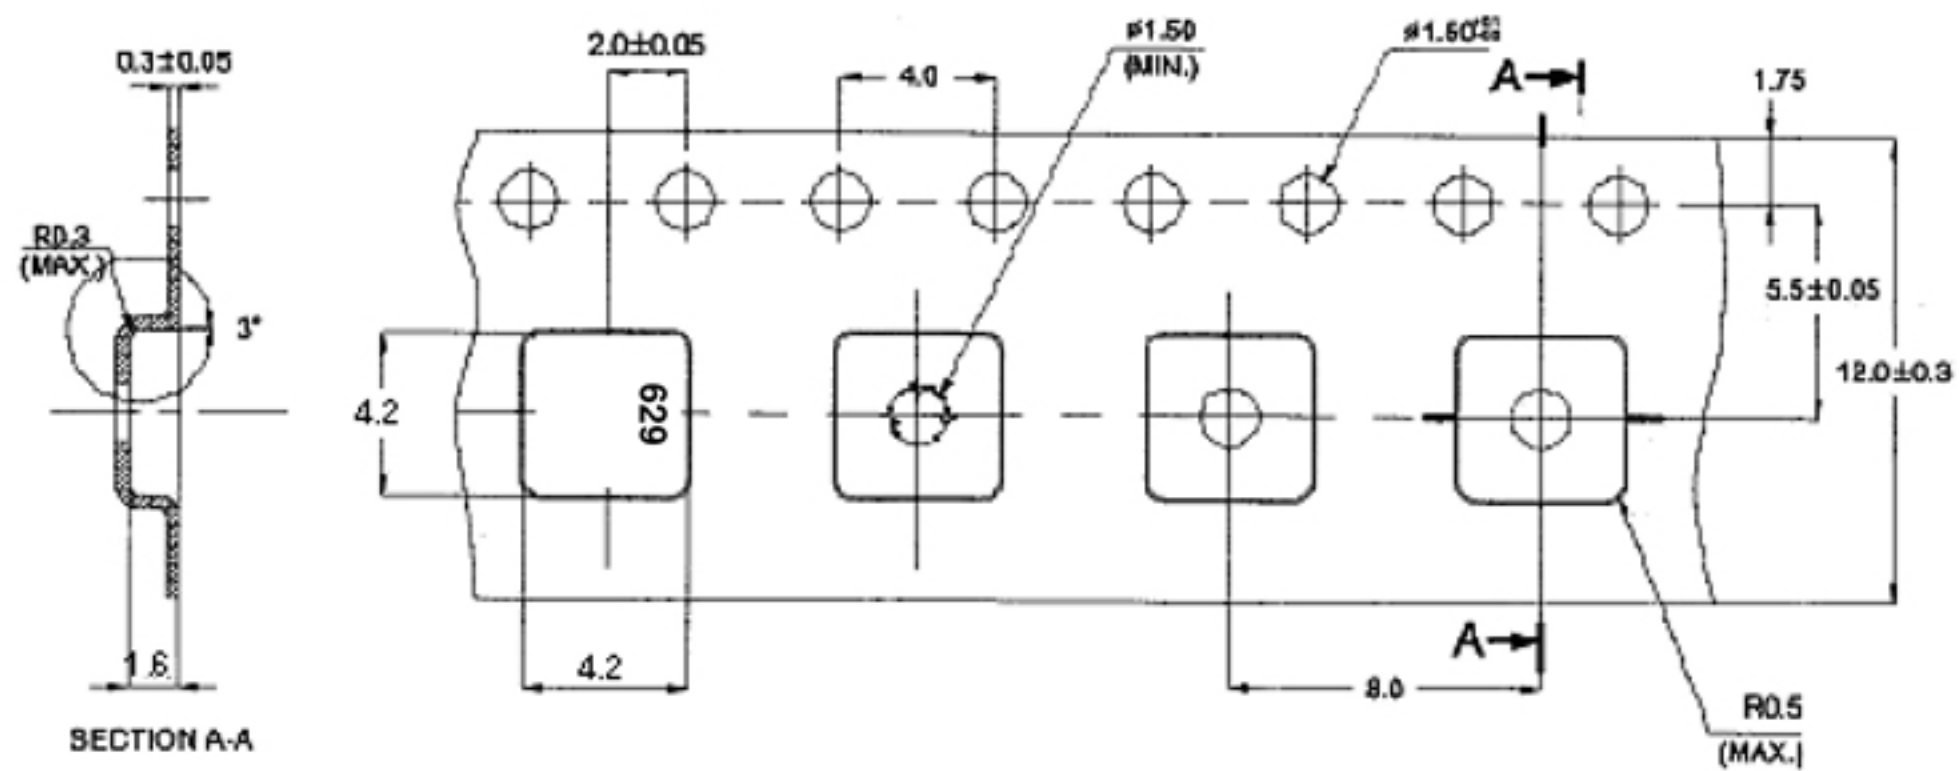 0.3±0.05
2.0±0.05
4.0
ø1.50
(MIN.)
A
1.75
R0.3
(MAX.)
3°
5.5±0.05
12.0±0.3
4.2
629
1.6
4.2
8.0
A
R0.5
(MAX.)
SECTION A-A